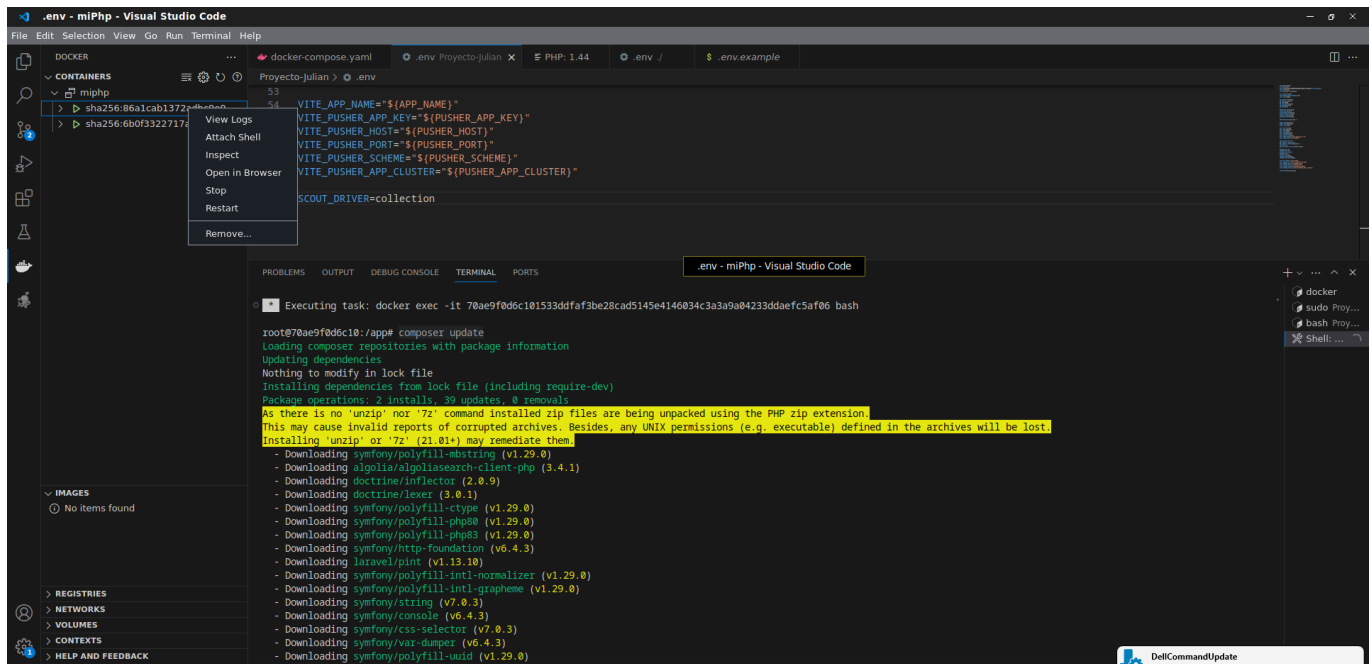 .env - miPhp - Visual Studio Code
File Edit Selection View Go Run Terminal Help
DOCKER
docker-compose.yaml
.env Proyecto-Julian
PHP: 1.44
.env ./
.env.example
CONTAINERS
Proyecto-Julian > .env
miphp
sha256:86a1cab1372adbc9e9
sha256:6b0f3322717a
View Logs
Attach Shell
Inspect
Open in Browser
Stop
Restart
Remove...
53
54 VITE_APP_NAME="${APP_NAME}"
VITE_PUSHER_APP_KEY="${PUSHER_APP_KEY}"
VITE_PUSHER_HOST="${PUSHER_HOST}"
VITE_PUSHER_PORT="${PUSHER_PORT}"
VITE_PUSHER_SCHEME="${PUSHER_SCHEME}"
VITE_PUSHER_APP_CLUSTER="${PUSHER_APP_CLUSTER}"
SCOUT_DRIVER=collection
.env - miPhp - Visual Studio Code
PROBLEMS OUTPUT DEBUG CONSOLE TERMINAL PORTS
docker
sudo Proy...
bash Proy...
Shell: ...
* Executing task: docker exec -it 70ae9f0d6c101533ddfaf3be28cad5145e4146034c3a3a9a04233ddaefc5af06 bash
root@70ae9f0d6c10:/app# composer update
Loading composer repositories with package information
Updating dependencies
Nothing to modify in lock file
Installing dependencies from lock file (including require-dev)
Package operations: 2 installs, 39 updates, 0 removals
As there is no 'unzip' nor '7z' command installed zip files are being unpacked using the PHP zip extension.
This may cause invalid reports of corrupted archives. Besides, any UNIX permissions (e.g. executable) defined in the archives will be lost.
Installing 'unzip' or '7z' (21.01+) may remediate them.
- Downloading symfony/polyfill-mbstring (v1.29.0)
- Downloading algolia/algoliasearch-client-php (3.4.1)
- Downloading doctrine/inflector (2.0.9)
- Downloading doctrine/lexer (3.0.1)
- Downloading symfony/polyfill-ctype (v1.29.0)
- Downloading symfony/polyfill-php80 (v1.29.0)
- Downloading symfony/polyfill-php83 (v1.29.0)
- Downloading symfony/http-foundation (v6.4.3)
- Downloading laravel/pint (v1.13.10)
- Downloading symfony/polyfill-intl-normalizer (v1.29.0)
- Downloading symfony/polyfill-intl-grapheme (v1.29.0)
- Downloading symfony/string (v7.0.3)
- Downloading symfony/console (v6.4.3)
- Downloading symfony/css-selector (v7.0.3)
- Downloading symfony/var-dumper (v6.4.3)
- Downloading symfony/polyfill-uuid (v1.29.0)
IMAGES
No items found
REGISTRIES
NETWORKS
VOLUMES
CONTEXTS
HELP AND FEEDBACK
2
1
DellCommandUpdate